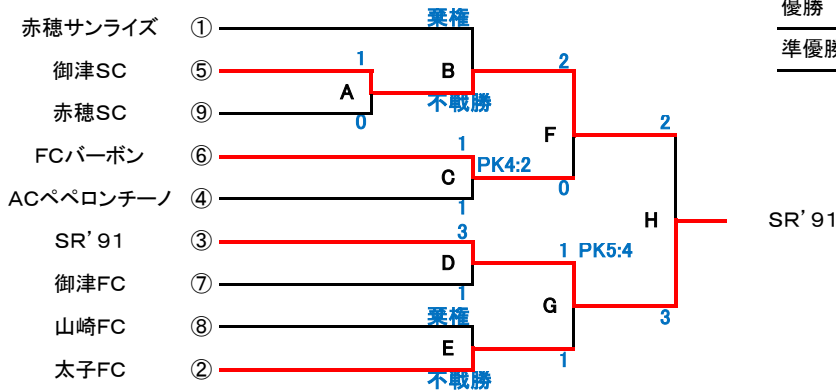 優勝
準優勝
赤穂サンライズ ① 棄権
御津SC ⑤ 1 B 2
A 不戦勝
赤穂SC ⑨ 0
F 2
FCバーボン ⑥ 1 PK4:2
C 0
ACペペロンチーノ ④ 1
H SR'91
SR'91 ③ 3 1 PK5:4
D
御津FC ⑦ 1
G 3
山崎FC ⑧ 棄権
E 1
太子FC ② 不戦勝